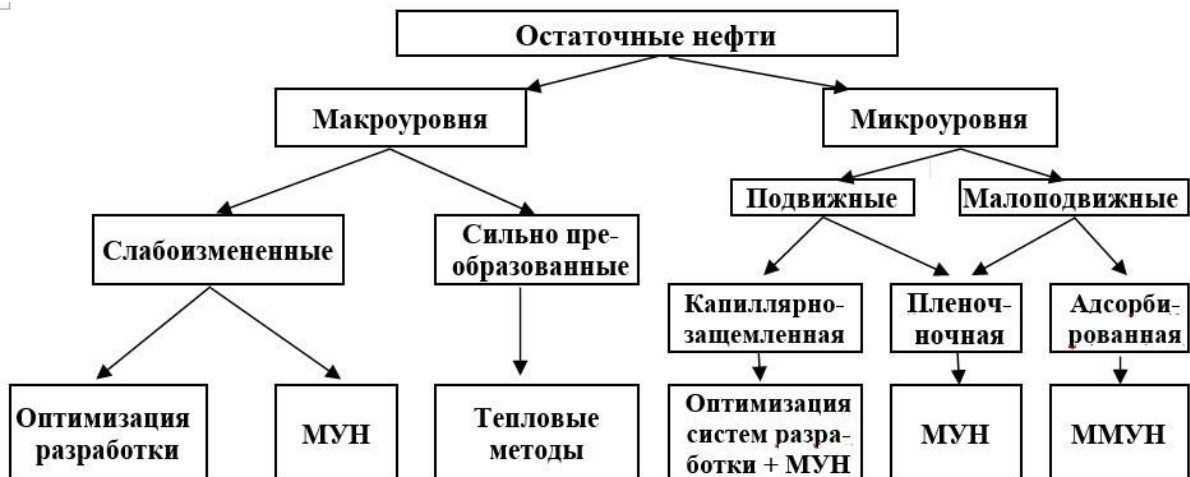 Остаточные нефти
Макроуровня
Микроуровня
Подвижные
Малоподвижные
Слабоизмененные
Сильно пре-
образованные
Капиллярно-
защемленная
Пленоч-
ночная
Адсорби-
рованная
Оптимизация
разработки
МУН
Тепловые
методы
Оптимизация
систем разра-
ботки + МУН
МУН
ММУН